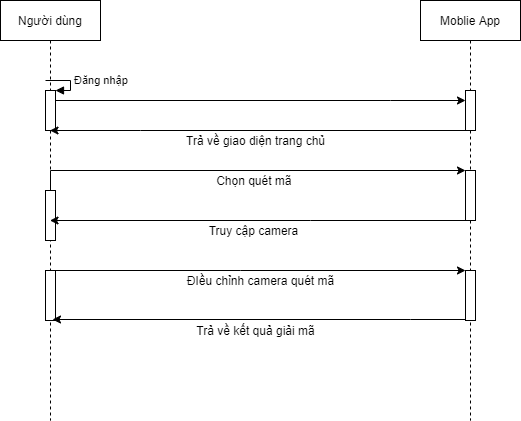 Người dùng
Moblie App
Đăng nhập
Trả về giao diện trang chủ
Chọn quét mã
Truy cập camera
ĐIều chỉnh camera quét mã
Trả về kết quả giải mã